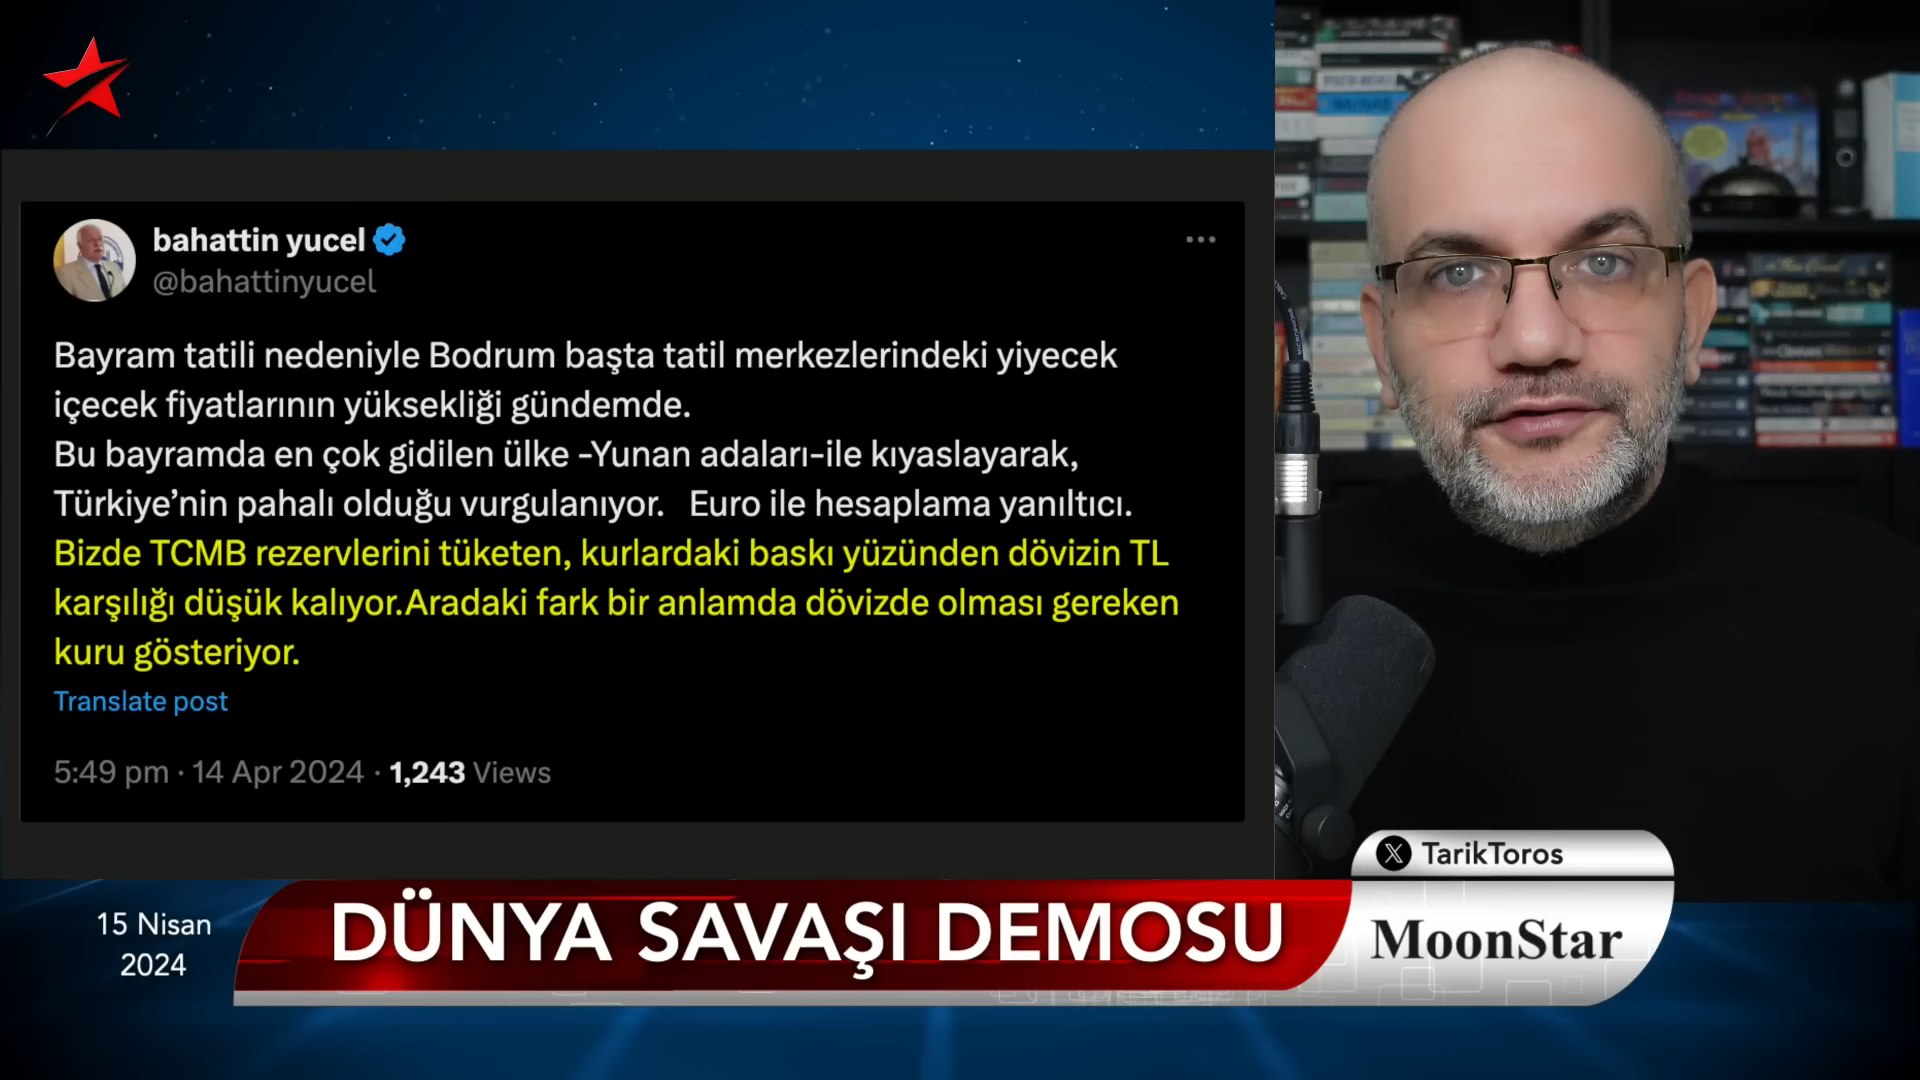 bahattin yucel
@bahattinyucel
Bayram tatili nedeniyle Bodrum başta tatil merkezlerindeki yiyecek
içecek fiyatlarının yüksekliği gündemde.
Bu bayramda en çok gidilen ülke -Yunan adaları-ile kıyaslayarak,
Türkiye’nin pahalı olduğu vurgulanıyor.   Euro ile hesaplama yanıltıcı.
Bizde TCMB rezervlerini tüketen, kurlardaki baskı yüzünden dövizin TL
karşılığı düşük kalıyor.Aradaki fark bir anlamda dövizde olması gereken
kuru gösteriyor.
Translate post
5:49 pm · 14 Apr 2024 · 1,243 Views
X TarikToros
15 Nisan
2024
DÜNYA SAVAŞI DEMOSU
MoonStar